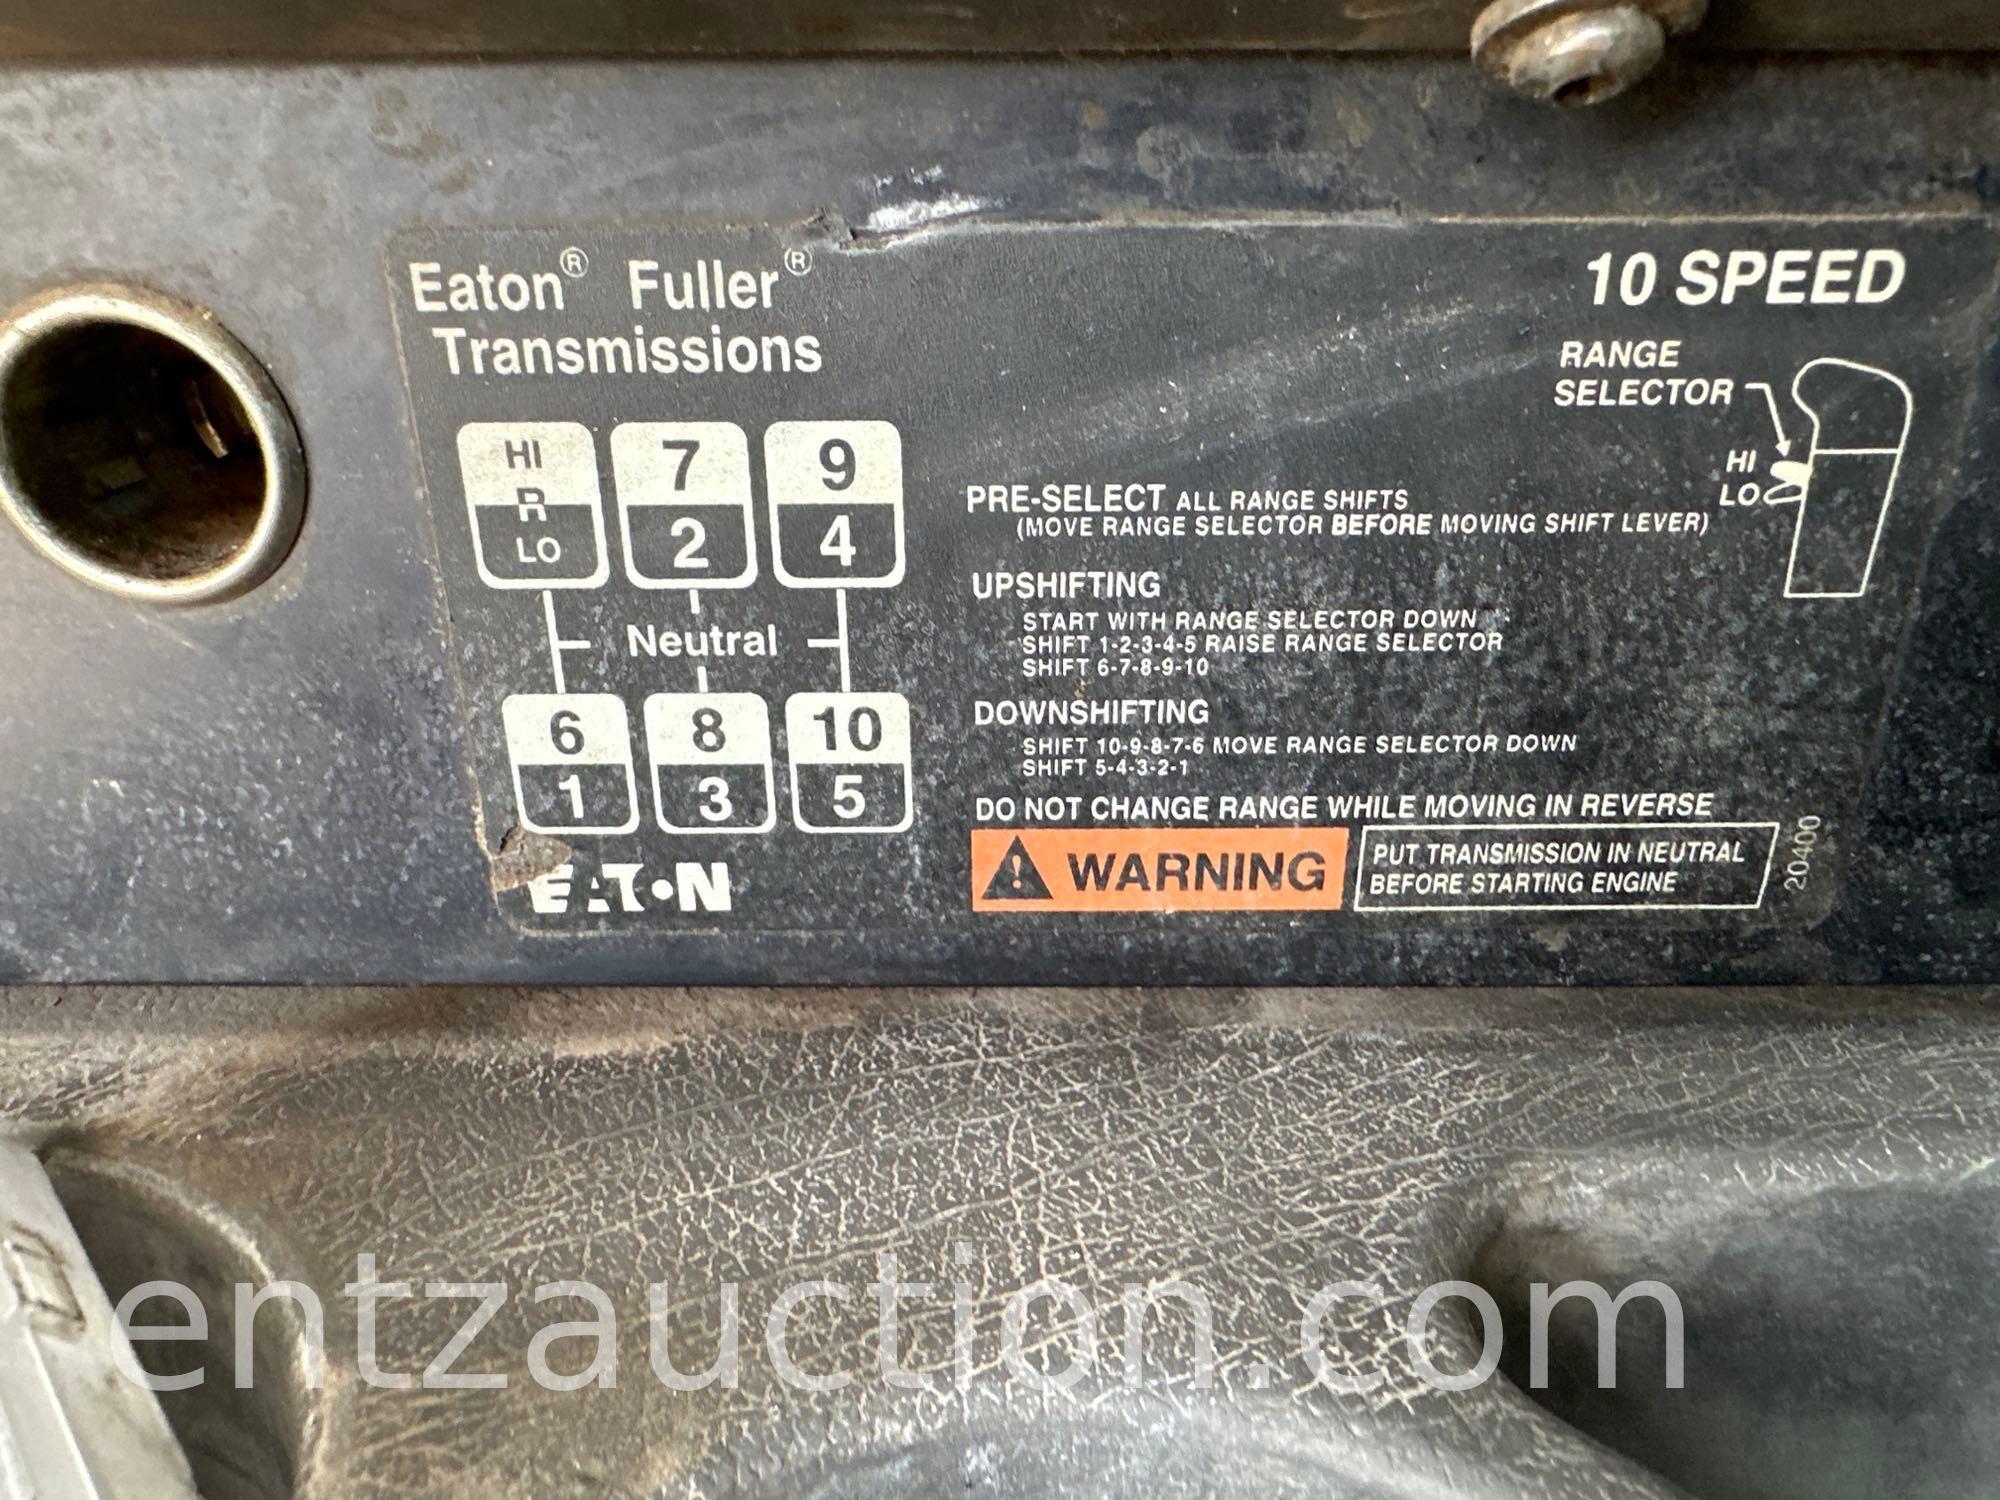 Eaton® Fuller®
Transmissions
10 SPEED
RANGE
SELECTOR
HI
LO
HI
R
LO
7
2
9
4
Neutral
6
1
8
3
10
5
EATON
PRE-SELECT ALL RANGE SHIFTS
(MOVE RANGE SELECTOR BEFORE MOVING SHIFT LEVER)
UPSHIFTING
START WITH RANGE SELECTOR DOWN
SHIFT 1-2-3-4-5 RAISE RANGE SELECTOR
SHIFT 6-7-8-9-10
DOWNSHIFTING
SHIFT 10-9-8-7-6 MOVE RANGE SELECTOR DOWN
SHIFT 5-4-3-2-1
DO NOT CHANGE RANGE WHILE MOVING IN REVERSE
WARNING
PUT TRANSMISSION IN NEUTRAL
BEFORE STARTING ENGINE
20400
entzauction.com